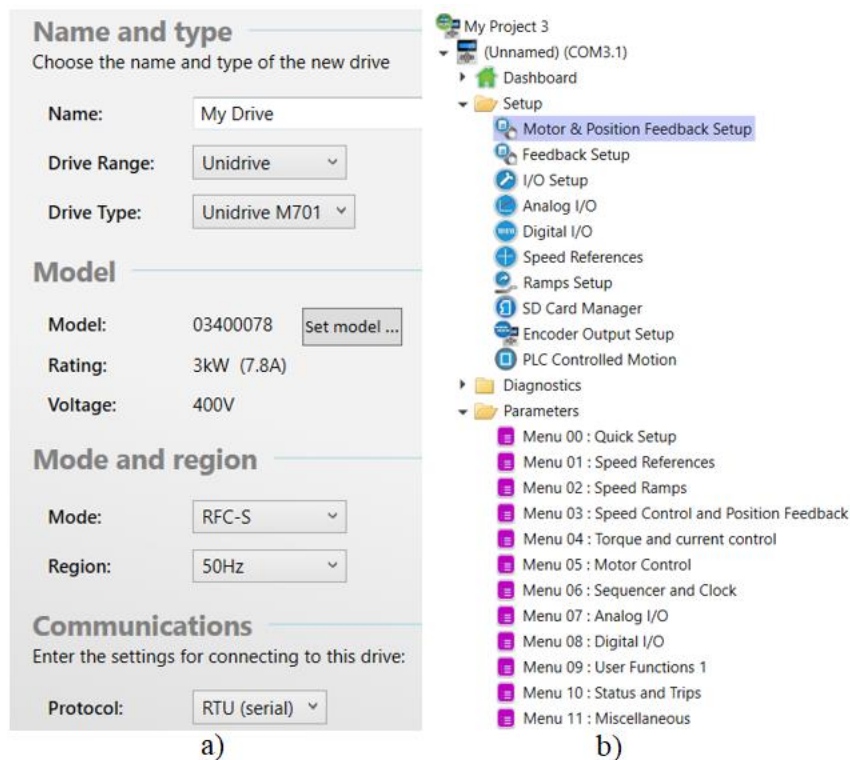 Name and type
Choose the name and type of the new drive
Name: My Drive
Drive Range: Unidrive
Drive Type: Unidrive M701
Model
Model: 03400078 Set model ...
Rating: 3kW (7.8A)
Voltage: 400V
Mode and region
Mode: RFC-S
Region: 50Hz
Communications
Enter the settings for connecting to this drive:
Protocol: RTU (serial)
a)
My Project 3
(Unnamed) (COM3.1)
Dashboard
Setup
Motor & Position Feedback Setup
Feedback Setup
I/O Setup
Analog I/O
Digital I/O
Speed References
Ramps Setup
SD Card Manager
Encoder Output Setup
PLC Controlled Motion
Diagnostics
Parameters
Menu 00 : Quick Setup
Menu 01 : Speed References
Menu 02 : Speed Ramps
Menu 03 : Speed Control and Position Feedback
Menu 04 : Torque and current control
Menu 05 : Motor Control
Menu 06 : Sequencer and Clock
Menu 07 : Analog I/O
Menu 08 : Digital I/O
Menu 09 : User Functions 1
Menu 10 : Status and Trips
Menu 11 : Miscellaneous
b)